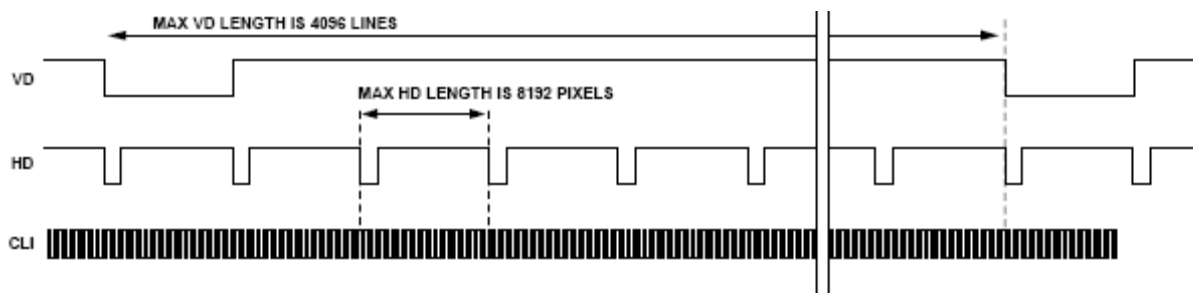 MAX VD LENGTH IS 4096 LINES
VD
MAX HD LENGTH IS 8192 PIXELS
HD
CLI